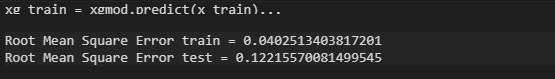 xg_train = xgmod.predict(x_train)...
Root Mean Square Error train = 0.0402513403817201
Root Mean Square Error test = 0.12215570081499545